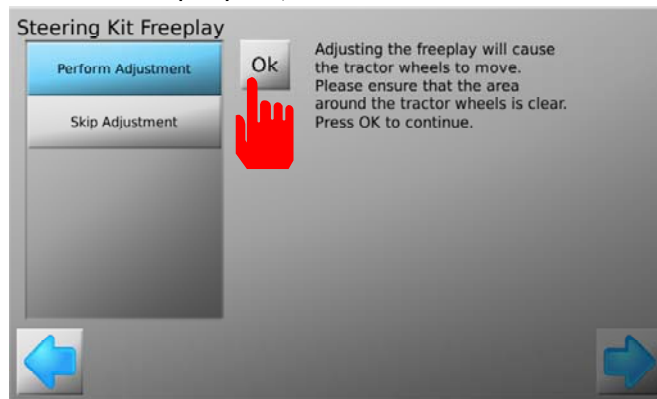 Steering Kit Freeplay
Perform Adjustment
Skip Adjustment
Ok
Adjusting the freeplay will cause
the tractor wheels to move.
Please ensure that the area
around the tractor wheels is clear.
Press OK to continue.